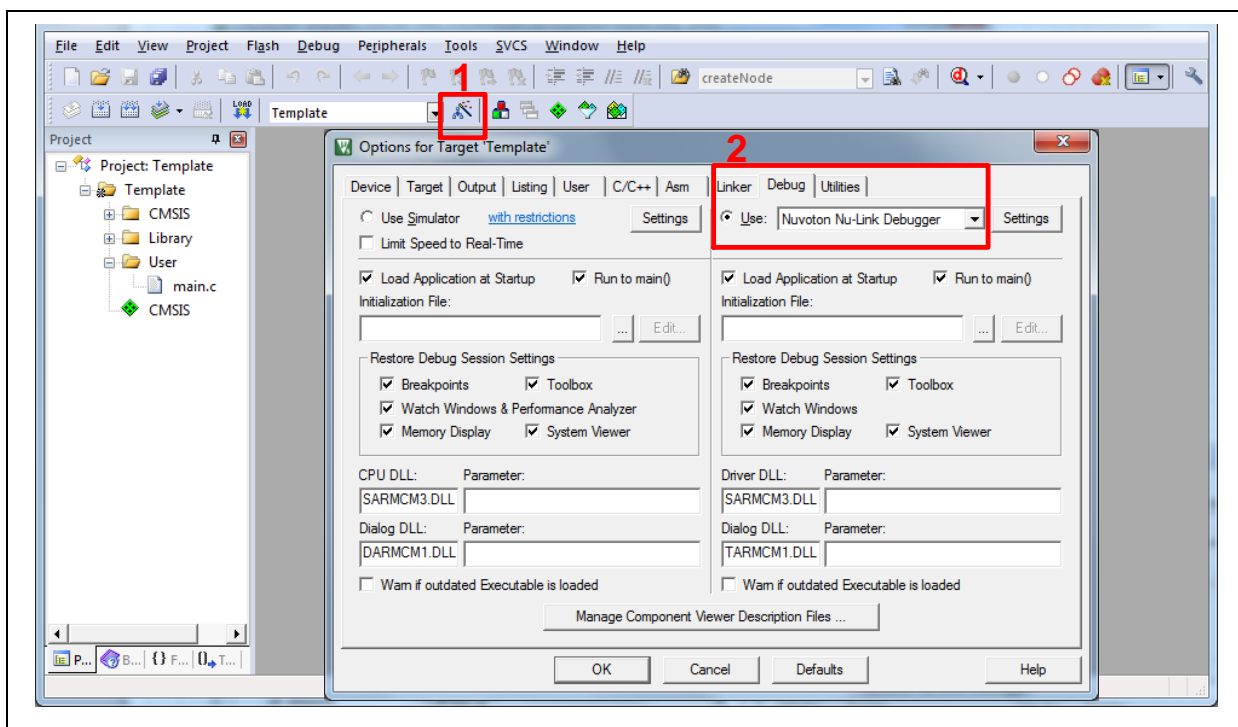 File Edit View Project Flash Debug Peripherals Tools SVCS Window Help
1
createNode
LOAD Template
Project
Project: Template
Template
CMSIS
Library
User
main.c
CMSIS
P... B... {} F... 0 T...
Options for Target 'Template'
2
Device Target Output Listing User C/C++ Asm Linker Debug Utilities
Use Simulator with restrictions Settings Use: Nuvoton Nu-Link Debugger Settings
Limit Speed to Real-Time
Load Application at Startup Run to main() Load Application at Startup Run to main()
Initialization File: Initialization File:
... Edit... ... Edit...
Restore Debug Session Settings Restore Debug Session Settings
Breakpoints Toolbox Breakpoints Toolbox
Watch Windows & Performance Analyzer Watch Windows
Memory Display System Viewer Memory Display System Viewer
CPU DLL: Parameter: Driver DLL: Parameter:
SARMCM3.DLL SARMCM3.DLL
Dialog DLL: Parameter: Dialog DLL: Parameter:
DARMCM1.DLL TARMCM1.DLL
Warn if outdated Executable is loaded Warn if outdated Executable is loaded
Manage Component Viewer Description Files ...
OK Cancel Defaults Help